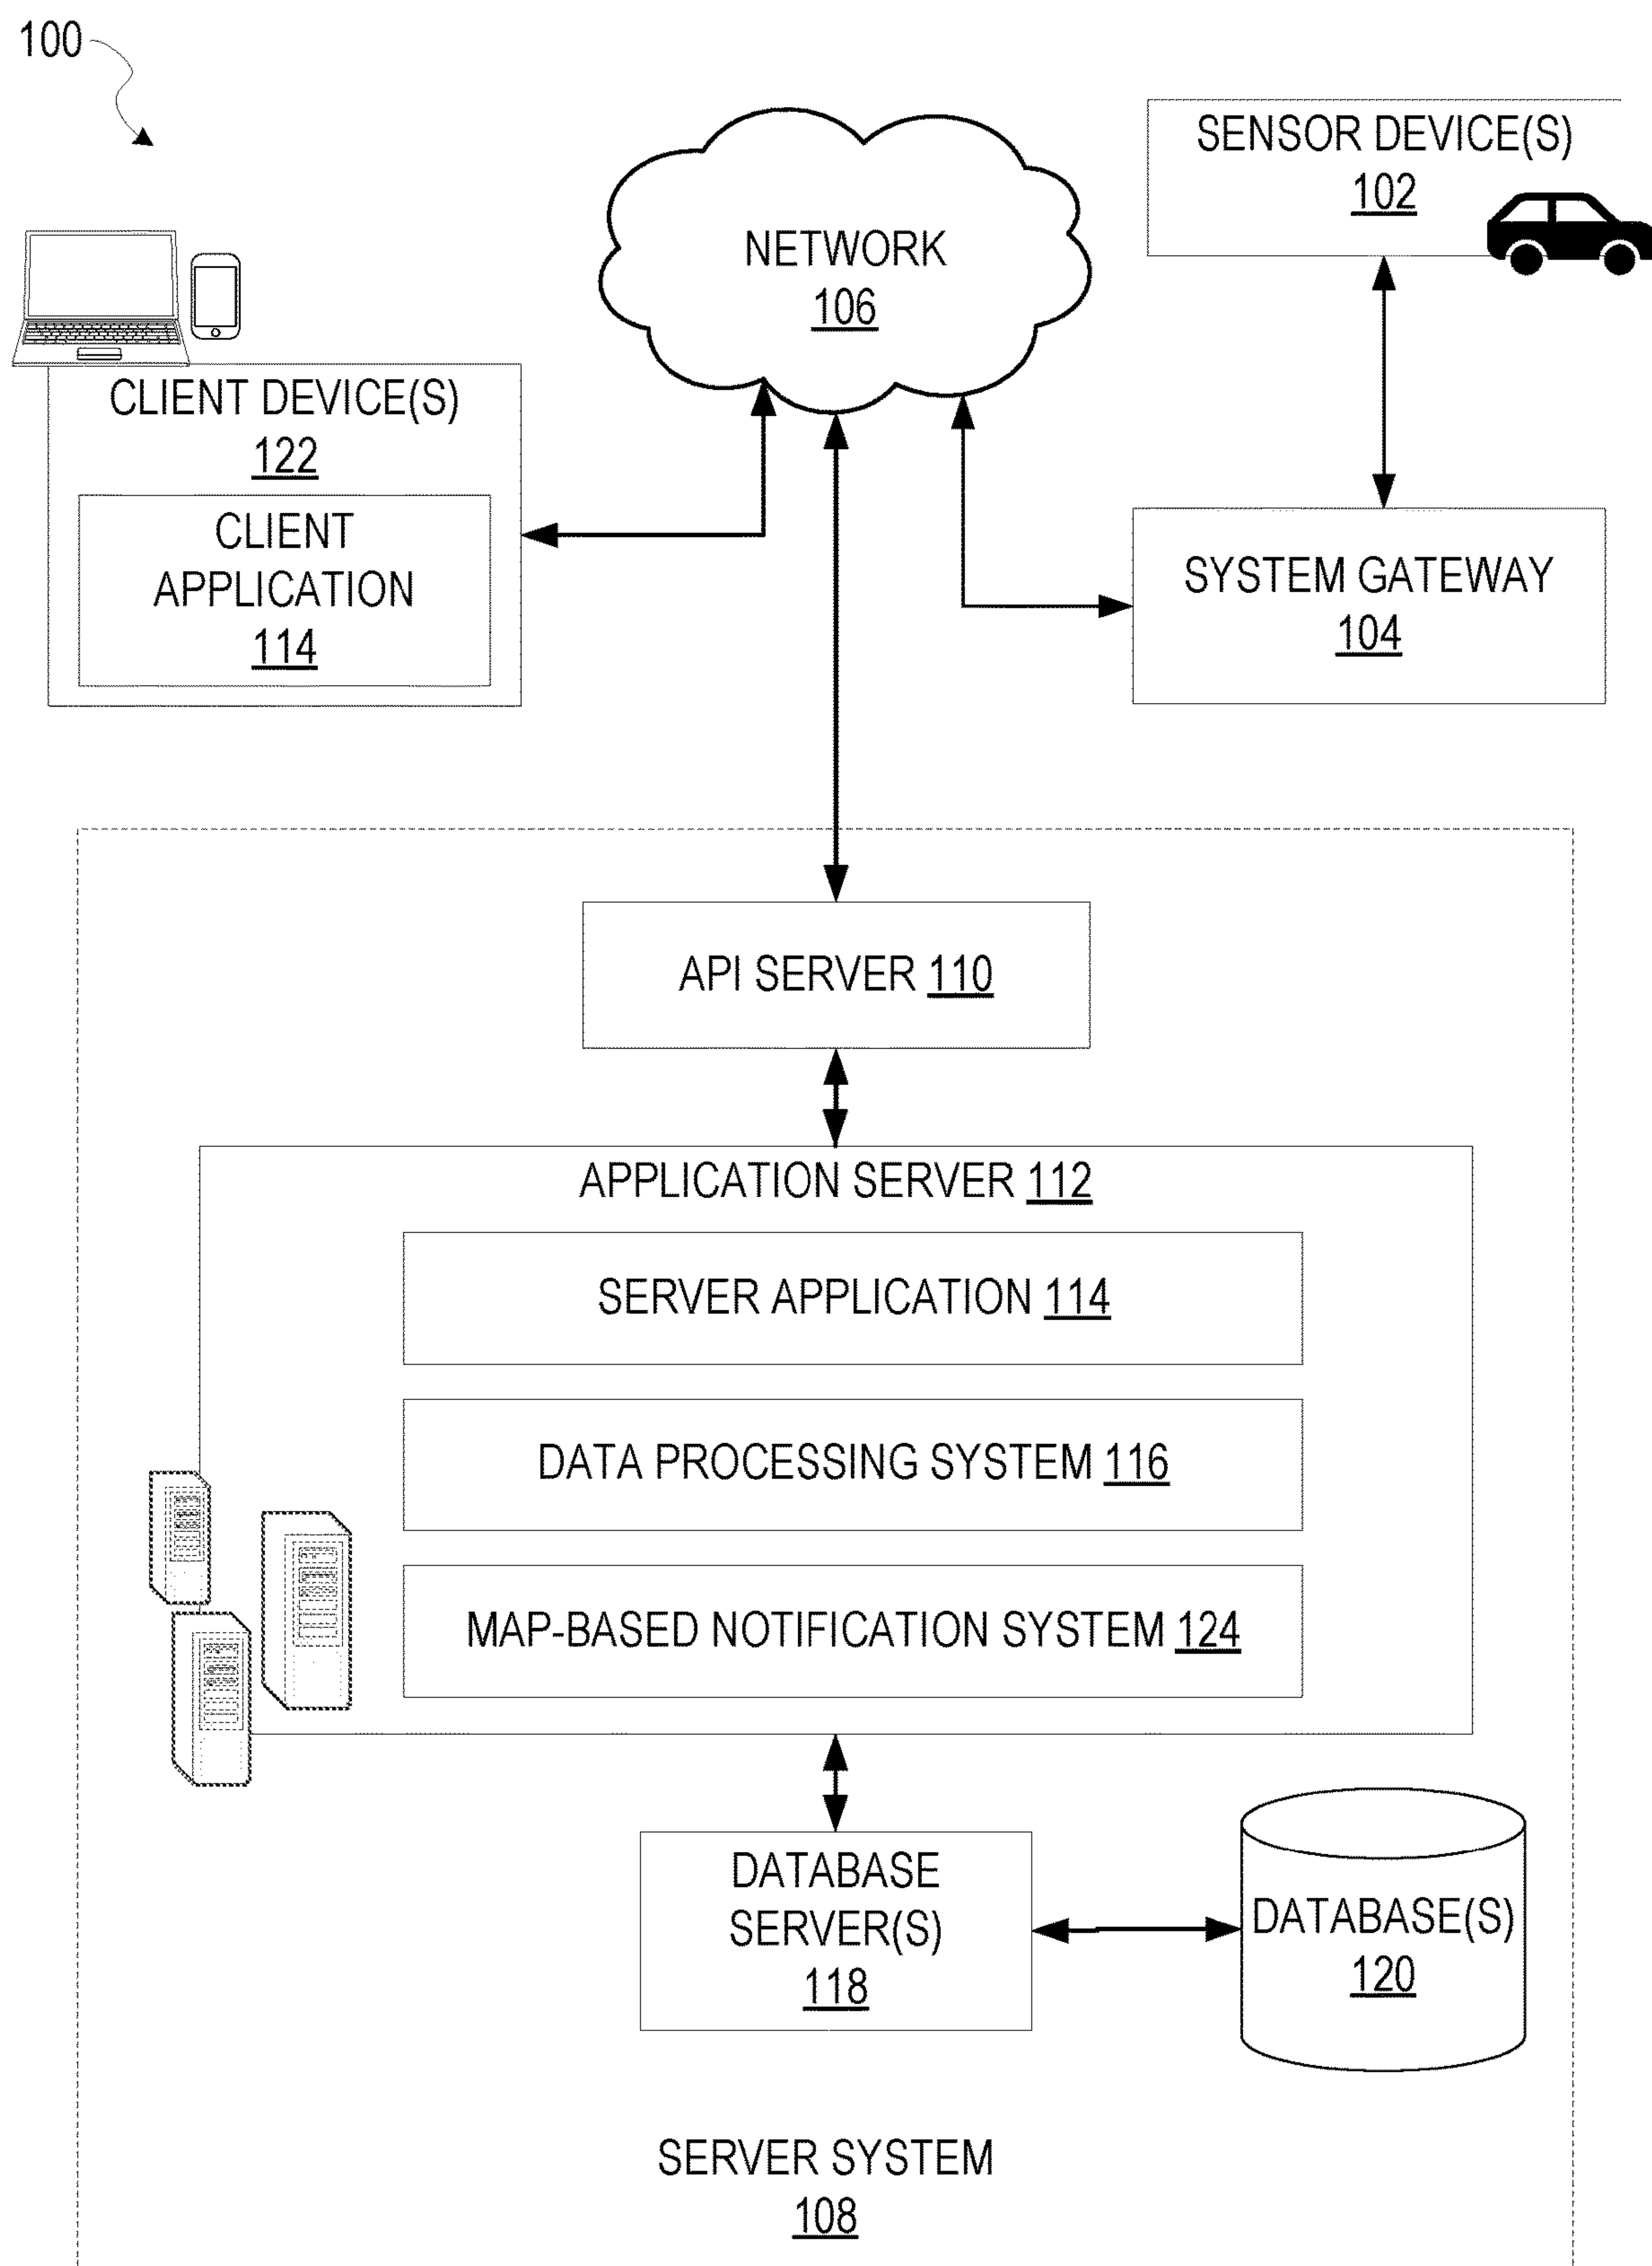 100
SENSOR DEVICE(S)
102
NETWORK
106
CLIENT DEVICE(S)
122
CLIENT
APPLICATION
114
SYSTEM GATEWAY
104
API SERVER 110
APPLICATION SERVER 112
SERVER APPLICATION 114
DATA PROCESSING SYSTEM 116
MAP-BASED NOTIFICATION SYSTEM 124
DATABASE
SERVER(S)
118
DATABASE(S)
120
SERVER SYSTEM
108